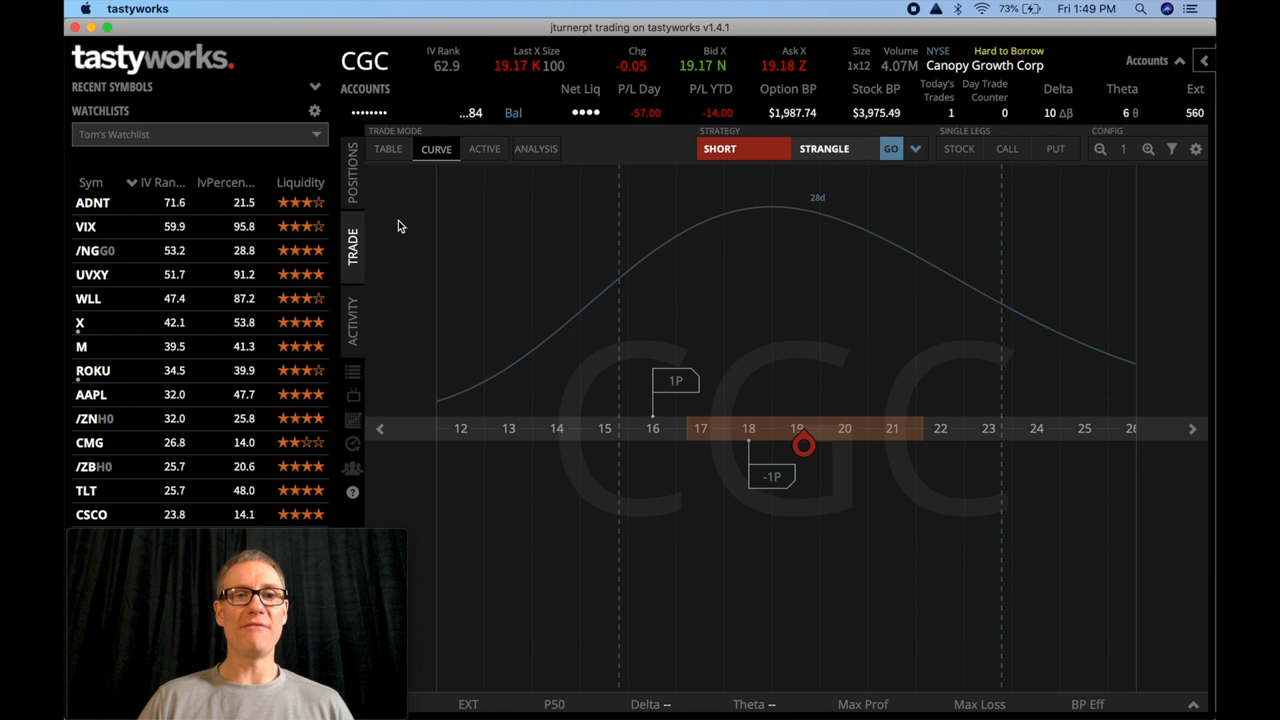 tastyworks
73%
Fri 1:49 PM
jturnerpt trading on tastyworks v1.4.1
tastyworks.
CGC
IV Rank
62.9
Last X Size
19.17 K 100
Chg
-0.05
Bid X
19.17 N
Ask X
19.18 Z
Size
1x12
Volume
4.07M
NYSE
Hard to Borrow
Canopy Growth Corp
Accounts
RECENT SYMBOLS
WATCHLISTS
Tom's Watchlist
ACCOUNTS
Net Liq
P/L Day
P/L YTD
Option BP
Stock BP
Today's Trades
Day Trade Counter
Delta
Theta
Ext
•••••••• ...84 Bal •••• -57.00 -14.00 $1,987.74 $3,975.49 1 0 10 Δβ 6 θ 560
TRADE MODE
TABLE CURVE ACTIVE ANALYSIS
STRATEGY
SHORT STRANGLE GO
SINGLE LEGS
STOCK CALL PUT
CONFIG
1
Sym IV Ran... IvPercen... Liquidity
ADNT 71.6 21.5
VIX 59.9 95.8
/NGG0 53.2 28.8
UVXY 51.7 91.2
WLL 47.4 87.2
X 42.1 53.8
M 39.5 41.3
ROKU 34.5 39.9
AAPL 32.0 47.7
/ZNH0 32.0 25.8
CMG 26.8 14.0
/ZBH0 25.7 20.6
TLT 25.7 48.0
CSCO 23.8 14.1
POSITIONS
TRADE
ACTIVITY
28d
CGC
1P
12 13 14 15 16 17 18 19 20 21 22 23 24 25 26
-1P
EXT P50 Delta -- Theta -- Max Prof Max Loss BP Eff